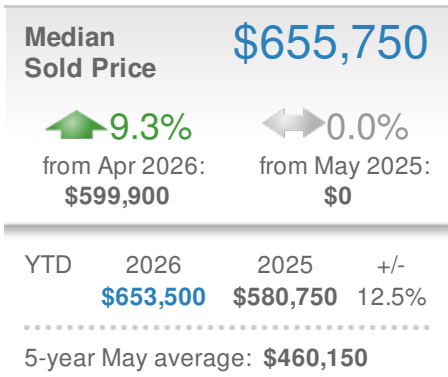 Median
Sold Price
$655,750
9.3%
from Apr 2026:
$599,900
0.0%
from May 2025:
$0
YTD 2026 2025 +/-
$653,500 $580,750 12.5%
5-year May average: $460,150